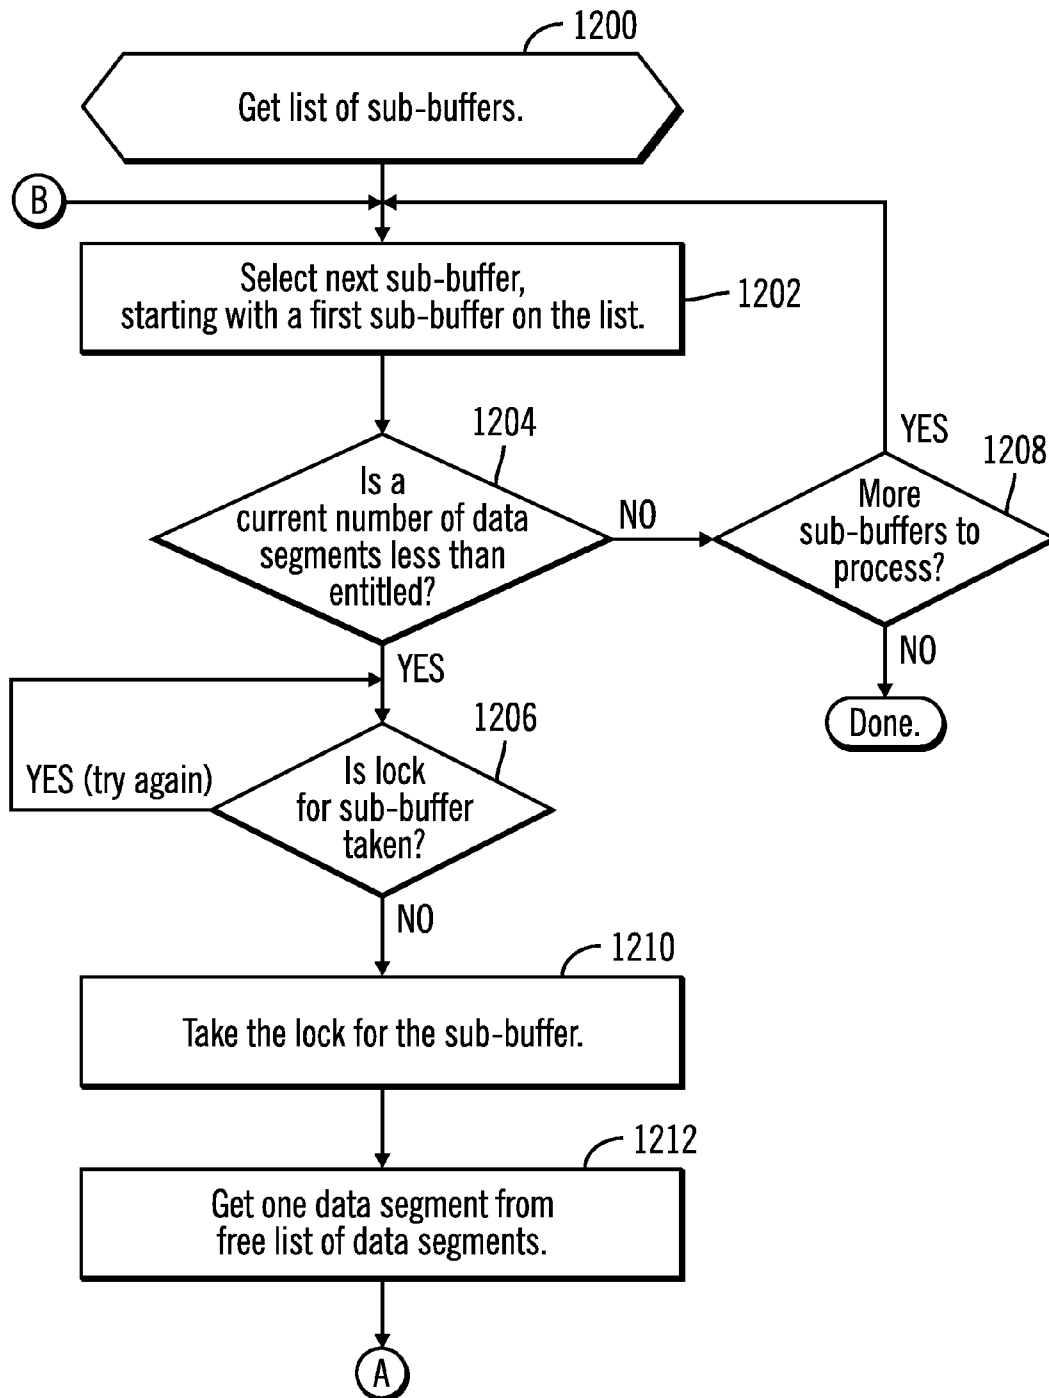 1200
Get list of sub-buffers.
B
Select next sub-buffer,
starting with a first sub-buffer on the list.
1202
1204
Is a
current number of data
segments less than
entitled?
NO
YES
1208
More
sub-buffers to
process?
YES
NO
Done.
1206
Is lock
for sub-buffer
taken?
YES (try again)
NO
1210
Take the lock for the sub-buffer.
1212
Get one data segment from
free list of data segments.
A